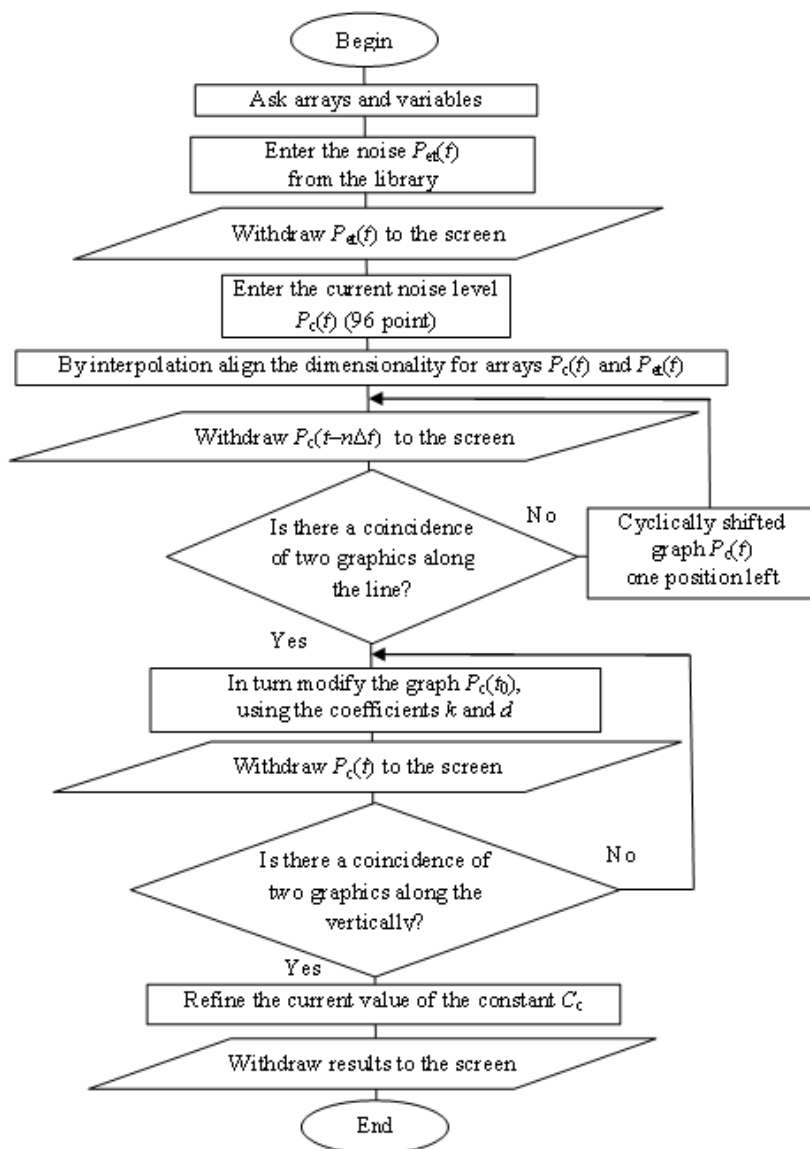 Begin
Ask arrays and variables
Enter the noise Pet(t)
from the library
Withdraw Pet(t) to the screen
Enter the current noise level
Pc(t) (96 point)
By interpolation align the dimensionality for arrays Pc(t) and Pet(t)
Withdraw Pc(t–nΔt) to the screen
Is there a coincidence
of two graphics along
the line?
No
Cyclically shifted
graph Pc(t)
one position left
Yes
In turn modify the graph Pc(t0),
using the coefficients k and d
Withdraw Pc(t) to the screen
Is there a coincidence of
two graphics along the
vertically?
No
Yes
Refine the current value of the constant Cc
Withdraw results to the screen
End